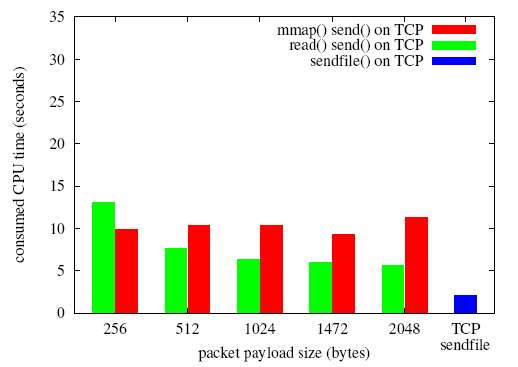 mmap() send() on TCP
read() send() on TCP
sendfile() on TCP
35
30
25
20
15
10
5
0
consumed CPU time (seconds)
256 512 1024 1472 2048 TCP sendfile
packet payload size (bytes)